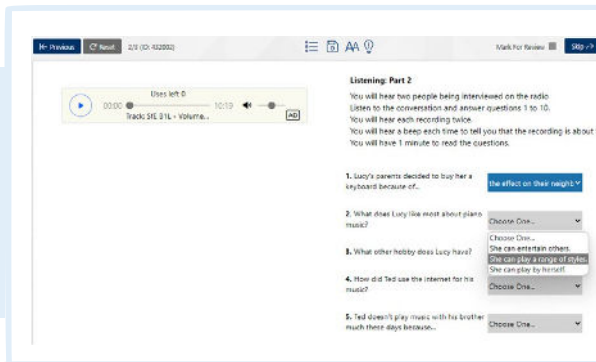 Previous
Reset
2/3 (ID: 432002)
AA
Mark For Review
Skip
Uses left 0
00:00
10:19
Track: SfE B1L - Volume...
AD
Listening: Part 2
You will hear two people being interviewed on the radio
Listen to the conversation and answer questions 1 to 10.
You will hear each recording twice.
You will hear a beep each time to tell you that the recording is about
You will have 1 minute to read the questions.
1. Lucy's parents decided to buy her a
keyboard because of...
the effect on their neighb
2. What does Lucy like most about piano
music?
Choose One...
Choose One...
She can entertain others.
She can play a range of styles.
She can play by herself.
3. What other hobby does Lucy have?
4. How did Ted use the internet for his
music?
Choose One...
5. Ted doesn't play music with his brother
much these days because...
Choose One...